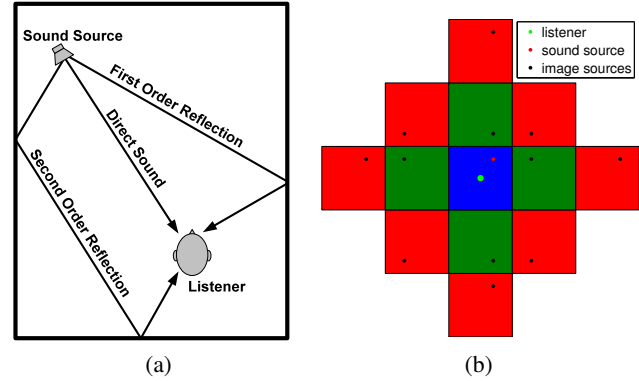 Sound Source
First Order Reflection
Direct Sound
Second Order Reflection
Listener
(a)
listener
sound source
image sources
(b)